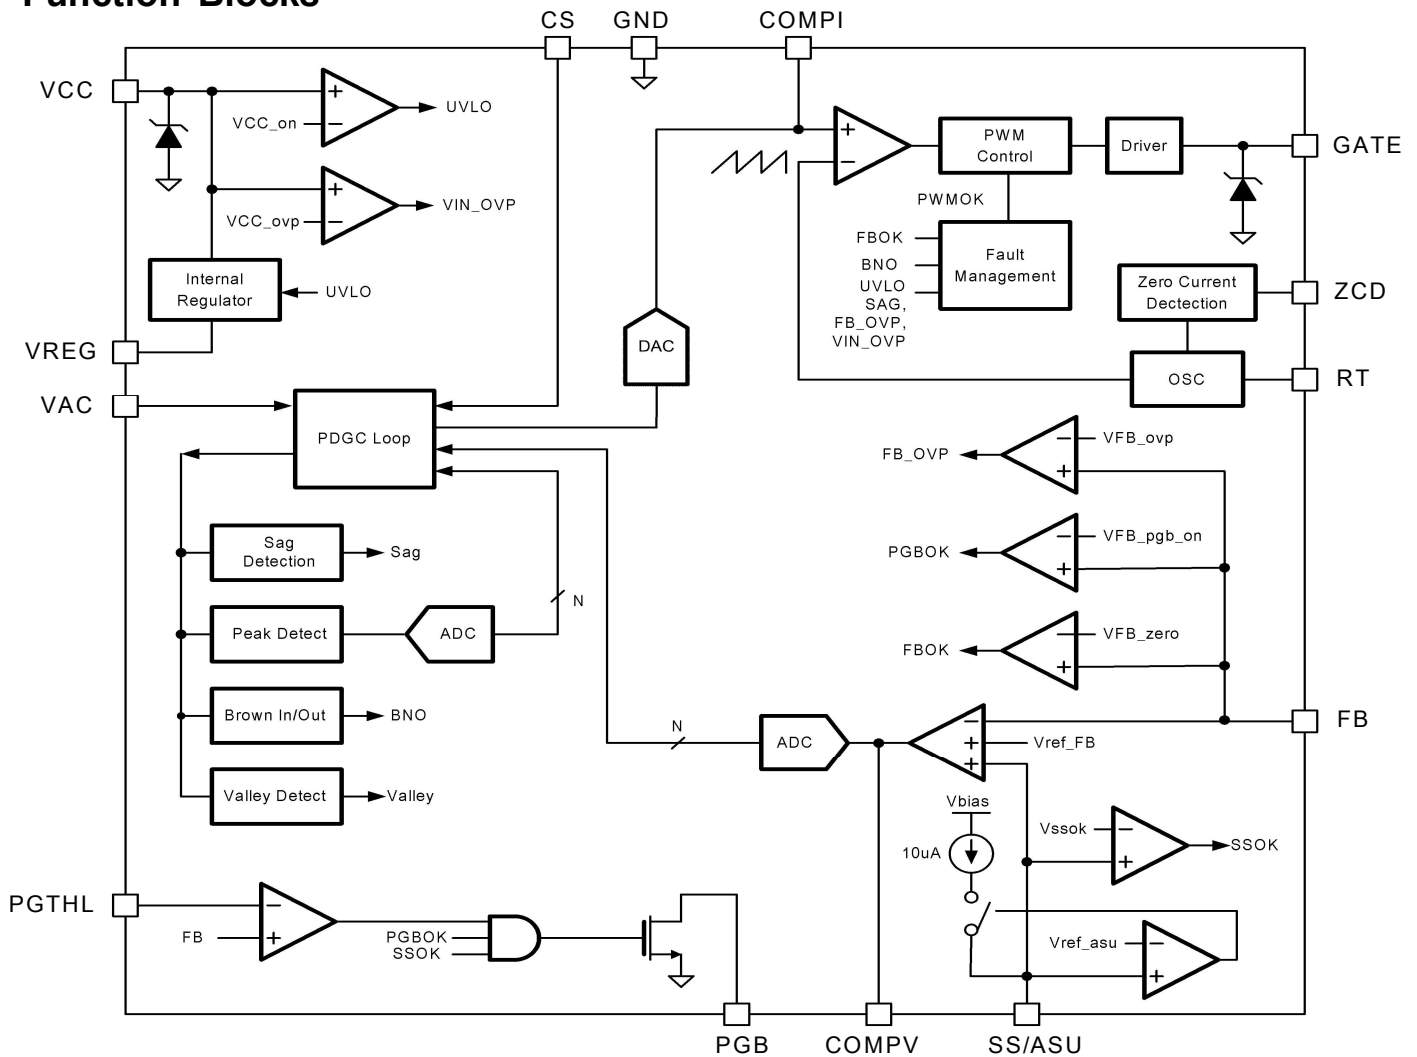 Function Blocks
CS
GND
COMPI
VCC
UVLO
VCC_on
VIN_OVP
VCC_ovp
Internal
Regulator
UVLO
VREG
VAC
PDGC Loop
DAC
PWM
Control
Driver
GATE
PWMOK
FBOK
BNO
UVLO
SAG,
FB_OVP,
VIN_OVP
Fault
Management
Zero Current
Dectection
ZCD
OSC
RT
VFB_ovp
FB_OVP
VFB_pgb_on
PGBOK
VFB_zero
FBOK
Sag
Detection
Sag
N
Peak Detect
ADC
Brown In/Out
BNO
Valley Detect
Valley
N
ADC
Vref_FB
FB
Vbias
10uA
Vssok
SSOK
Vref_asu
PGTHL
FB
PGBOK
SSOK
PGB
COMPV
SS/ASU